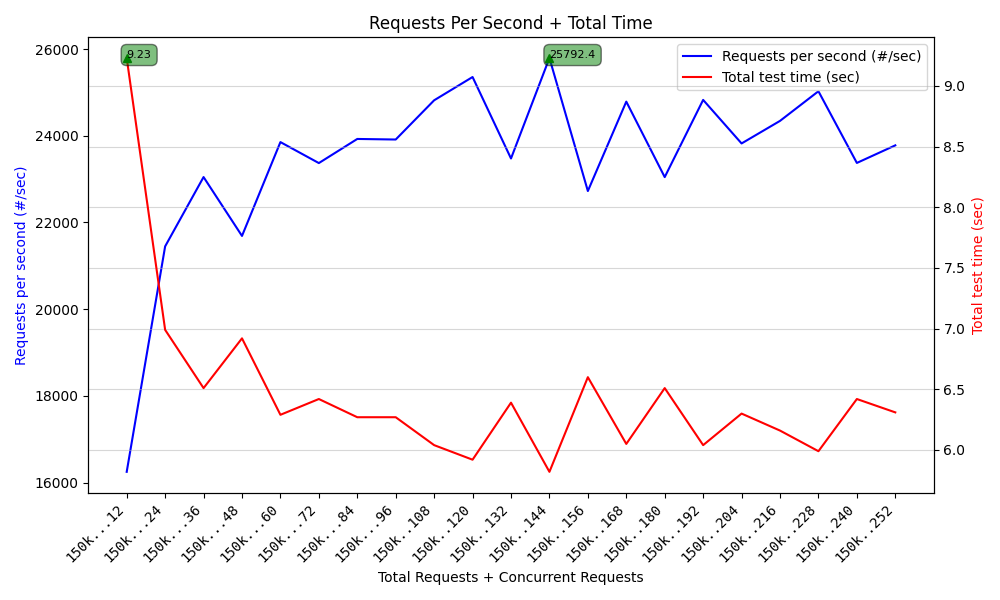 Requests Per Second + Total Time
Requests per second (#/sec)
Total test time (sec)
9.23
25792.4
26000
24000
22000
20000
18000
16000
Requests per second (#/sec)
9.0
8.5
8.0
7.5
7.0
6.5
6.0
Total test time (sec)
150k...12
150k...24
150k...36
150k...48
150k...60
150k...72
150k...84
150k...96
150k..108
150k..120
150k..132
150k..144
150k..156
150k..168
150k..180
150k..192
150k..204
150k..216
150k..228
150k..240
150k..252
Total Requests + Concurrent Requests